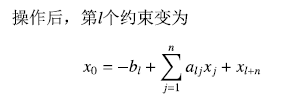 操作后，第l个约束变为
x_0 = -b_l + \sum_{j=1}^{n} a_{lj}x_j + x_{l+n}